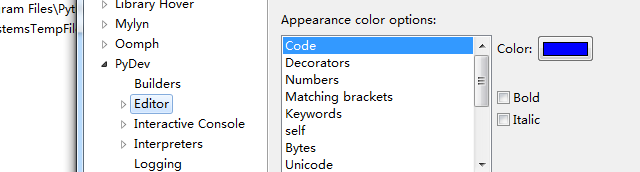 ram Files\Pyt
stemsTempFil
Library Hover
Mylyn
Oomph
PyDev
Builders
Editor
Interactive Console
Interpreters
Logging
Appearance color options:
Code
Decorators
Numbers
Matching brackets
Keywords
self
Bytes
Unicode
Color:
Bold
Italic